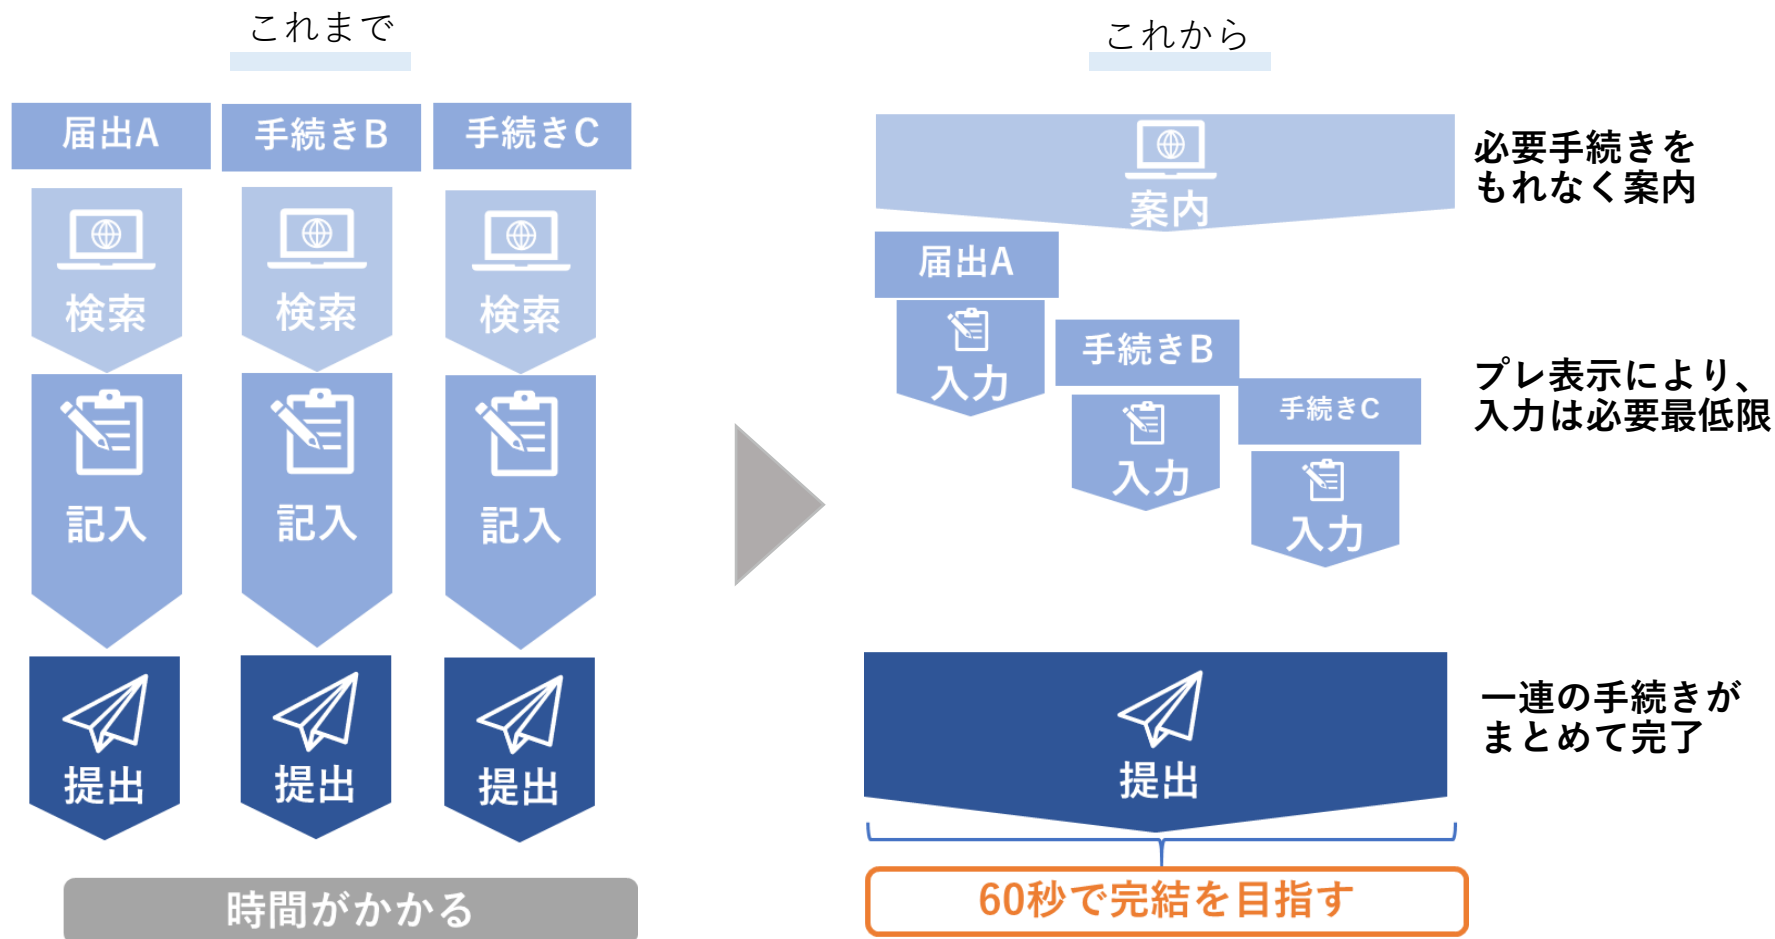 これまで
届出A
手続きB
手続きC
検索
検索
検索
記入
記入
記入
提出
提出
提出
時間がかかる
これから
案内
必要手続きを
もれなく案内
届出A
入力
手続きB
入力
手続きC
入力
プレ表示により、
入力は必要最低限
提出
一連の手続きが
まとめて完了
60秒で完結を目指す